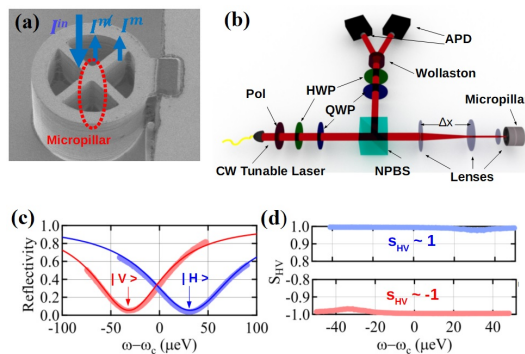 (a)
I^in I^m' I^m
Micropillar
(b)
APD
Wollaston
HWP
QWP
Pol
Micropilla
Δx
CW Tunable Laser
NPBS
Lenses
(c)
Reflectivity
1.0
0.8
0.6
0.4
0.2
0.0
| V >
| H >
-100 -50 0 50 100
ω−ω_c (μeV)
(d)
S_HV
1.0
0.9
s_HV ~ 1
-0.8
-0.9
-1.0
s_HV ~ -1
-40 -20 0 20 40
ω−ω_c (μeV)